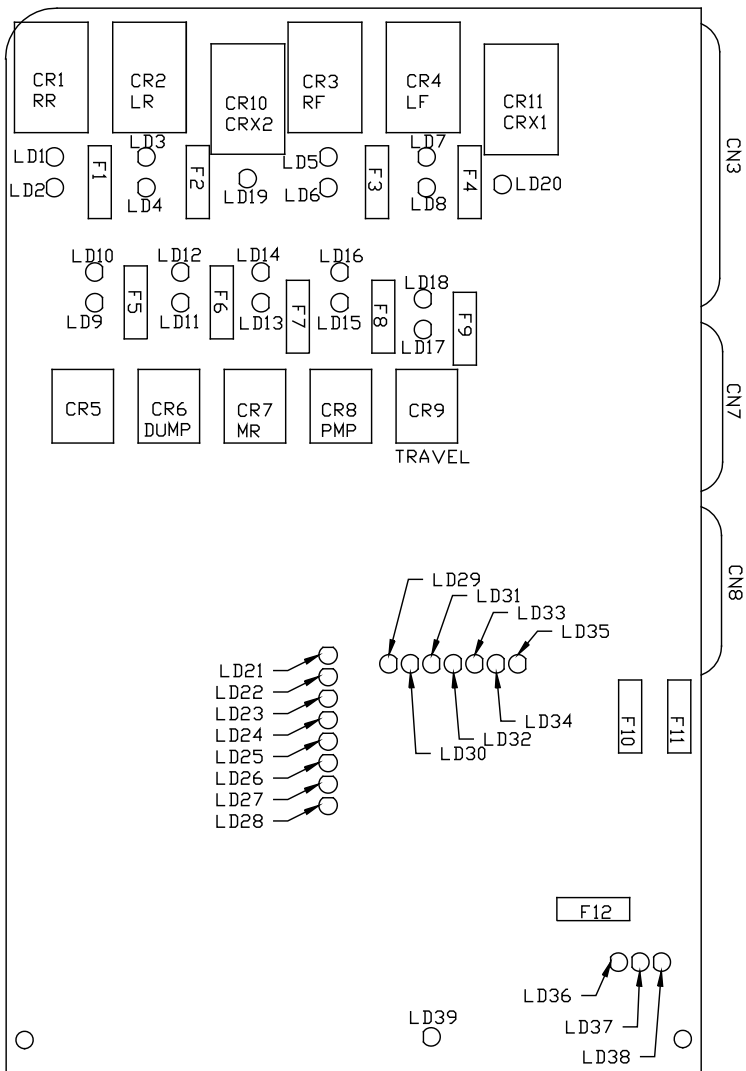 CR1
RR
CR2
LR
CR10
CRX2
CR3
RF
CR4
LF
CR11
CRX1
CN3
LD1
LD2
F1
LD3
LD4
F2
LD19
LD5
LD6
F3
LD7
LD8
F4
LD20
LD10
LD9
F5
LD12
LD11
F6
LD14
LD13
F7
LD16
LD15
F8
LD18
LD17
F9
CN7
CR5
CR6
DUMP
CR7
MR
CR8
PMP
CR9
TRAVEL
CN8
LD29
LD31
LD33
LD35
LD21
LD22
LD23
LD24
LD25
LD26
LD27
LD28
LD34
LD32
LD30
F10
F11
F12
LD36
LD37
LD38
LD39